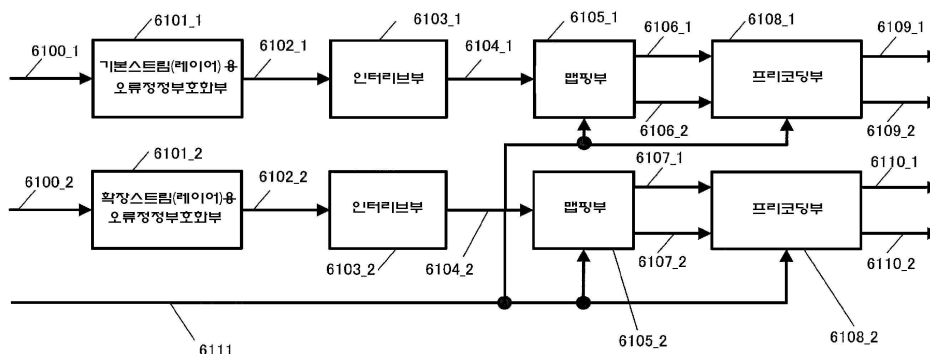 6101_1
6103_1
6105_1
6106_1
6108_1
6109_1
6100_1
6102_1
6104_1
기본스트림(레이어)용
오류정정부호화부
인터리브부
맵핑부
프리코딩부
6106_2
6109_2
6101_2
6107_1
6110_1
6100_2
6102_2
확장스트림(레이어)용
오류정정부호화부
인터리브부
맵핑부
프리코딩부
6103_2
6104_2
6107_2
6110_2
6111
6105_2
6108_2